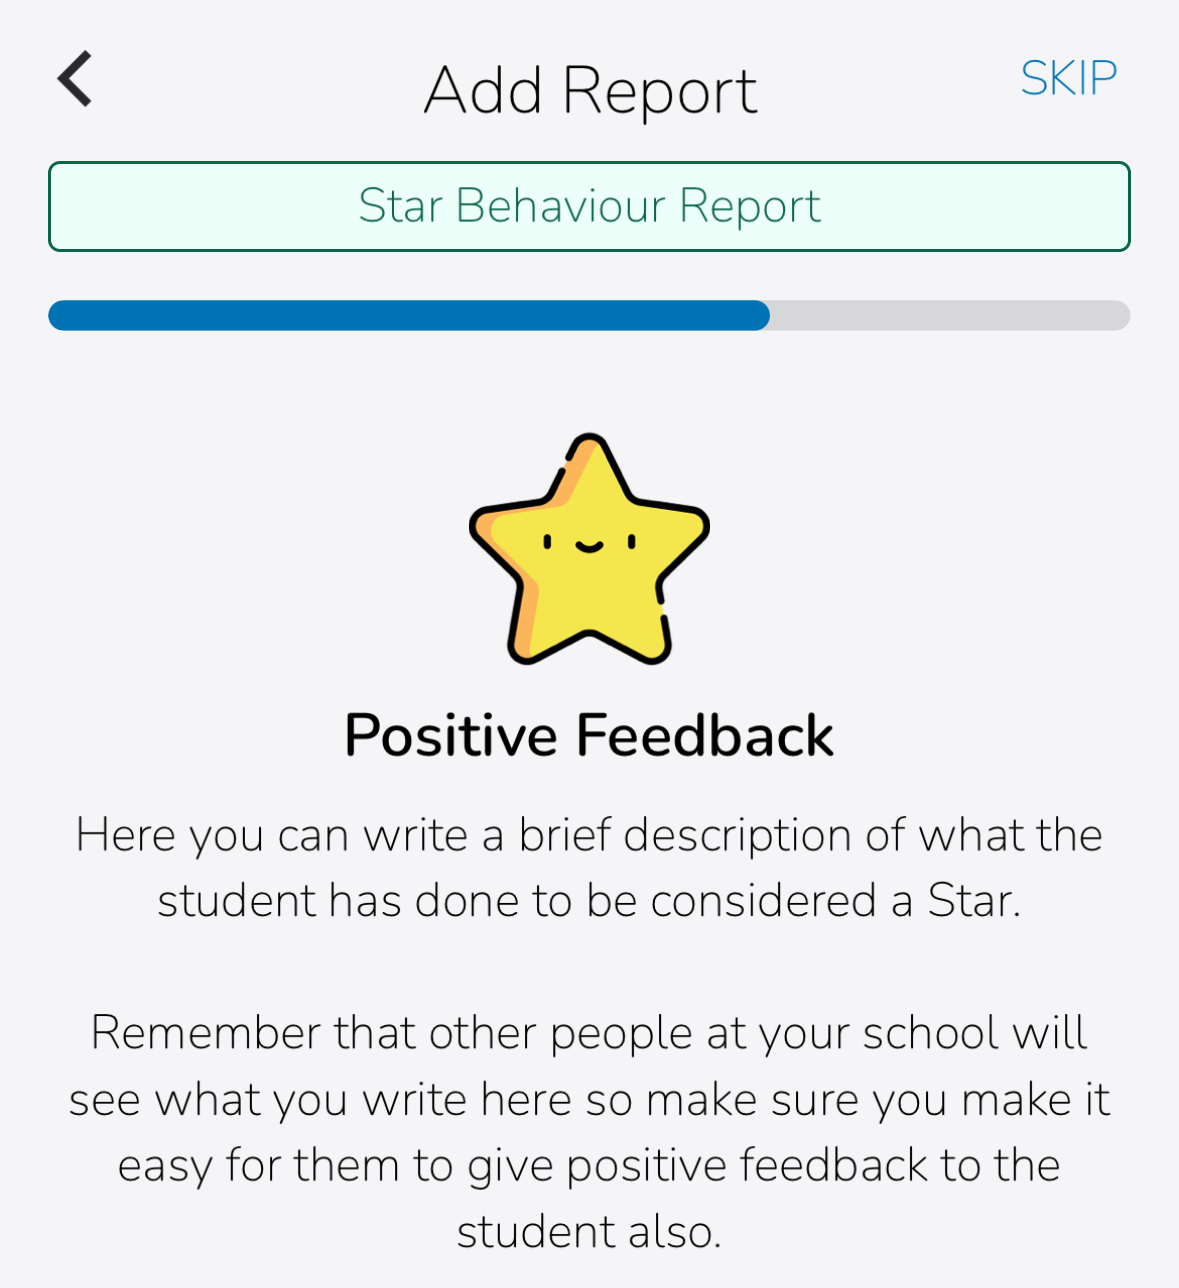 Add Report
SKIP
Star Behaviour Report
Positive Feedback
Here you can write a brief description of what the
student has done to be considered a Star.
Remember that other people at your school will
see what you write here so make sure you make it
easy for them to give positive feedback to the
student also.